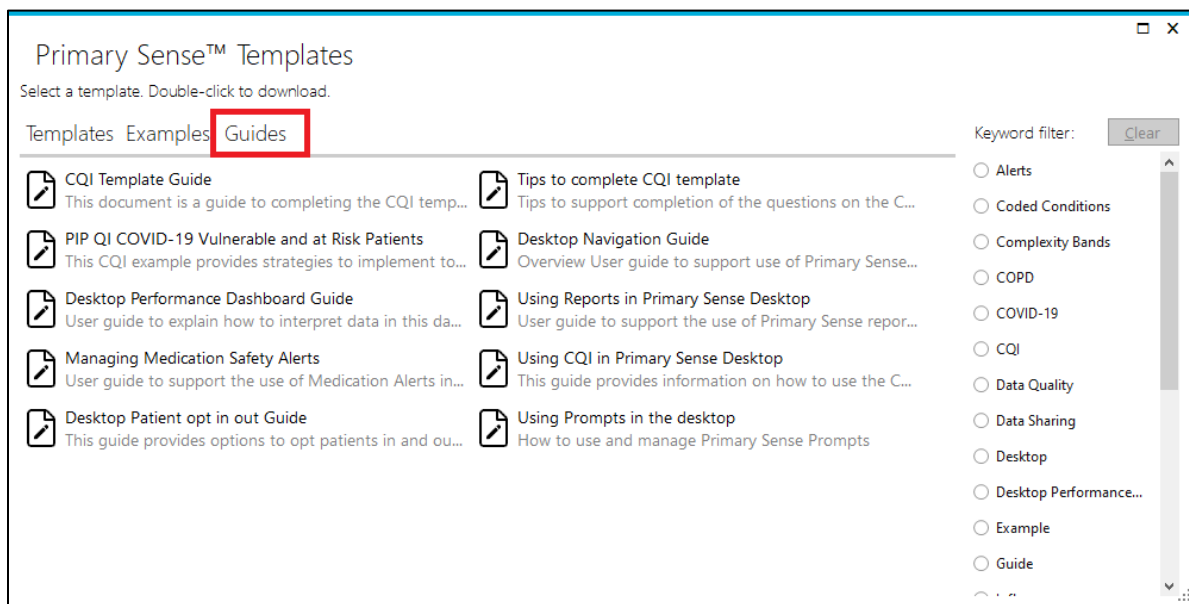 Primary Sense™ Templates
Select a template. Double-click to download.
Templates Examples Guides
Keyword filter: Clear
CQI Template Guide
This document is a guide to completing the CQI temp...
Tips to complete CQI template
Tips to support completion of the questions on the C...
PIP QI COVID-19 Vulnerable and at Risk Patients
This CQI example provides strategies to implement to...
Desktop Navigation Guide
Overview User guide to support use of Primary Sense...
Desktop Performance Dashboard Guide
User guide to explain how to interpret data in this da...
Using Reports in Primary Sense Desktop
User guide to support the use of Primary Sense repor...
Managing Medication Safety Alerts
User guide to support the use of Medication Alerts in...
Using CQI in Primary Sense Desktop
This guide provides information on how to use the C...
Desktop Patient opt in out Guide
This guide provides options to opt patients in and ou...
Using Prompts in the desktop
How to use and manage Primary Sense Prompts
Alerts
Coded Conditions
Complexity Bands
COPD
COVID-19
CQI
Data Quality
Data Sharing
Desktop
Desktop Performance...
Example
Guide